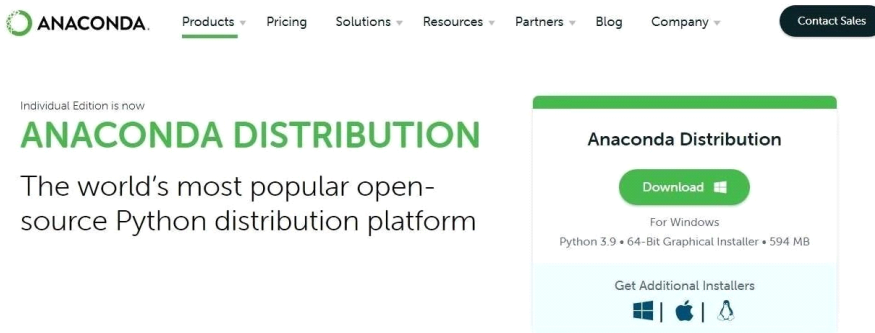 ANACONDA.
Products
Pricing
Solutions
Resources
Partners
Blog
Company
Contact Sales
Individual Edition is now
ANACONDA DISTRIBUTION
The world's most popular open-
source Python distribution platform
Anaconda Distribution
Download
For Windows
Python 3.9 • 64-Bit Graphical Installer • 594 MB
Get Additional Installers